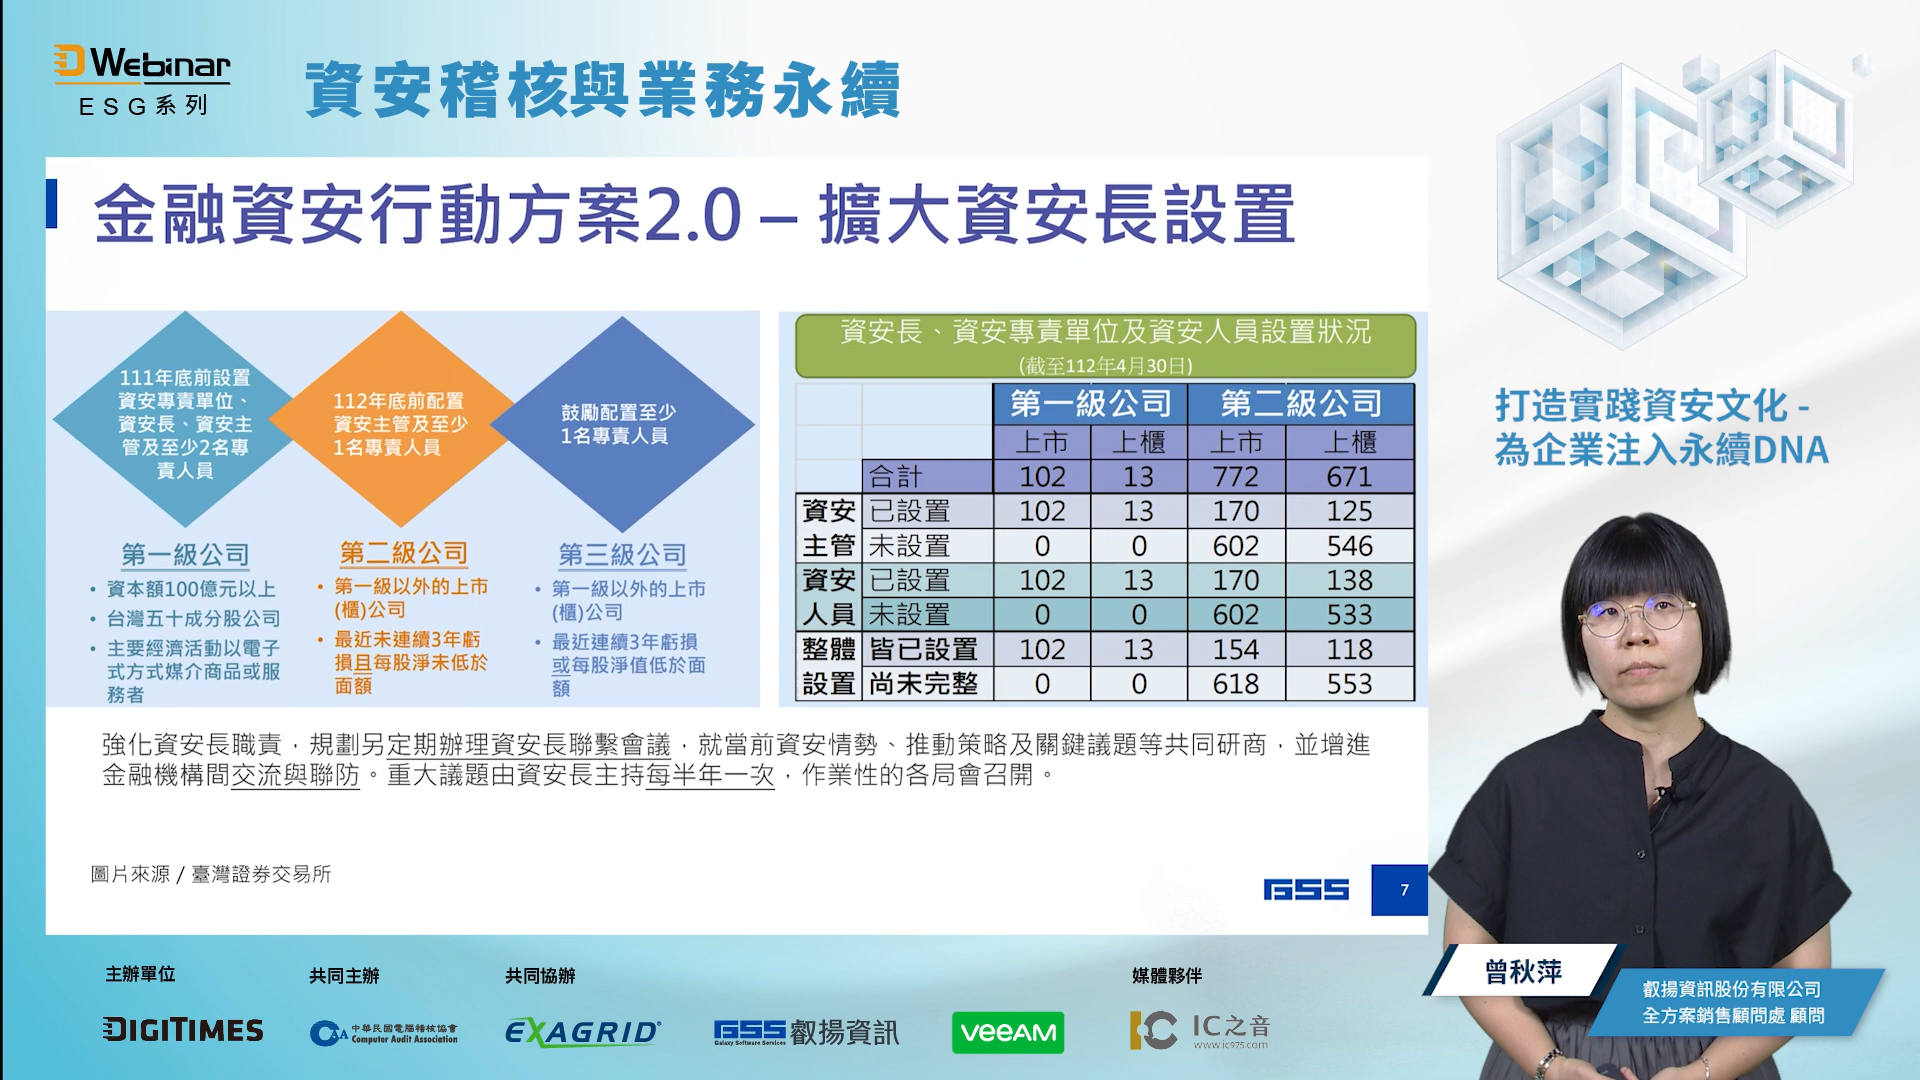 D Webinar
ESG系列
資安稽核與業務永續
金融資安行動方案2.0 – 擴大資安長設置
111年底前設置
資安專責單位、
資安長、資安主
管及至少2名專
責人員
112年底前配置
資安主管及至少
1名專責人員
鼓勵配置至少
1名專責人員
第一級公司
• 資本額100億元以上
• 台灣五十成分股公司
• 主要經濟活動以電子
式方式媒介商品或服
務者
第二級公司
• 第一級以外的上市
(櫃)公司
• 最近未連續3年虧
損且每股淨未低於
面額
第三級公司
• 第一級以外的上市
(櫃)公司
• 最近連續3年虧損
或每股淨值低於面
額
資安長、資安專責單位及資安人員設置狀況
(截至112年4月30日)
第一級公司 第二級公司
上市 上櫃 上市 上櫃
合計 102 13 772 671
資安 已設置 102 13 170 125
主管 未設置 0 0 602 546
資安 已設置 102 13 170 138
人員 未設置 0 0 602 533
整體 皆已設置 102 13 154 118
設置 尚未完整 0 0 618 553
強化資安長職責，規劃另定期辦理資安長聯繫會議，就當前資安情勢、推動策略及關鍵議題等共同研商，並增進
金融機構間交流與聯防。重大議題由資安長主持每半年一次，作業性的各局會召開。
圖片來源 / 臺灣證券交易所
GSS
7
打造實踐資安文化 -
為企業注入永續DNA
曾秋萍
叡揚資訊股份有限公司
全方案銷售顧問處 顧問
主辦單位
DIGITIMES
共同主辦
CAA 中華民國電腦稽核協會
Computer Audit Association
共同協辦
EXAGRID®
GSS 叡揚資訊
Galaxy Software Services
veeAM
媒體夥伴
IC IC之音
www.ic975.com